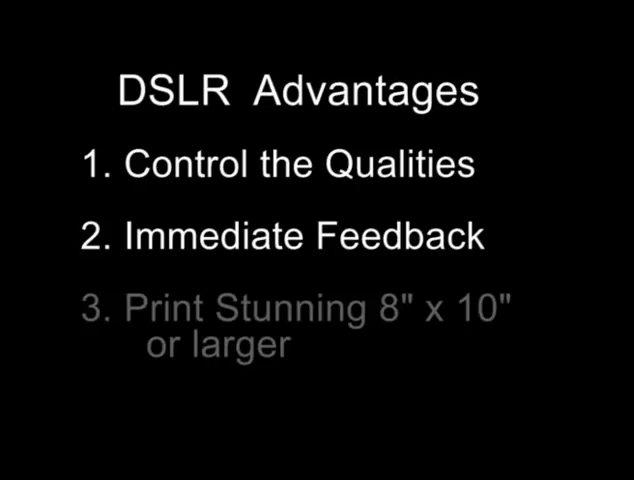 DSLR Advantages
1. Control the Qualities
2. Immediate Feedback
3. Print Stunning 8" x 10"
or larger